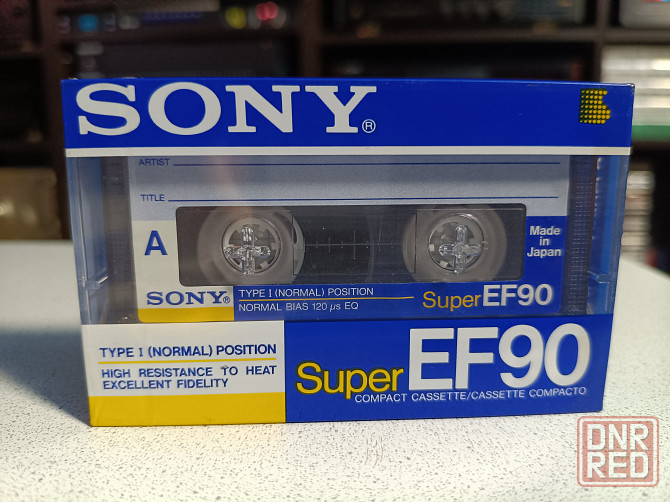 SONY®
ARTIST
TITLE
A
Made
in
Japan
SONY®
TYPE I (NORMAL) POSITION
NORMAL BIAS 120 µs EQ
Super EF90
TYPE I (NORMAL) POSITION
HIGH RESISTANCE TO HEAT
EXCELLENT FIDELITY
Super EF90
COMPACT CASSETTE/CASSETTE COMPACTO
DNR
RED